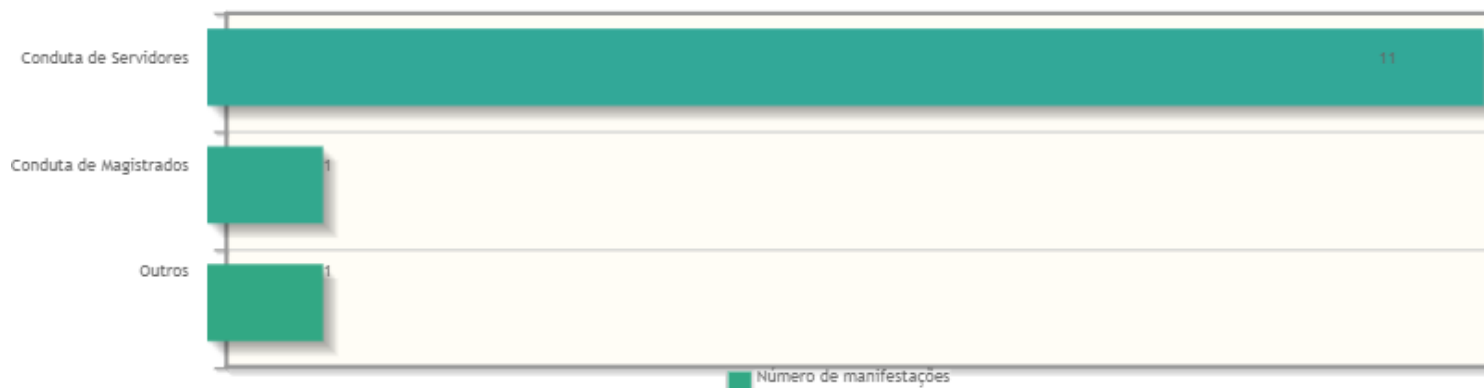 Conduta de Servidores
11
Conduta de Magistrados
1
Outros
1
Número de manifestações